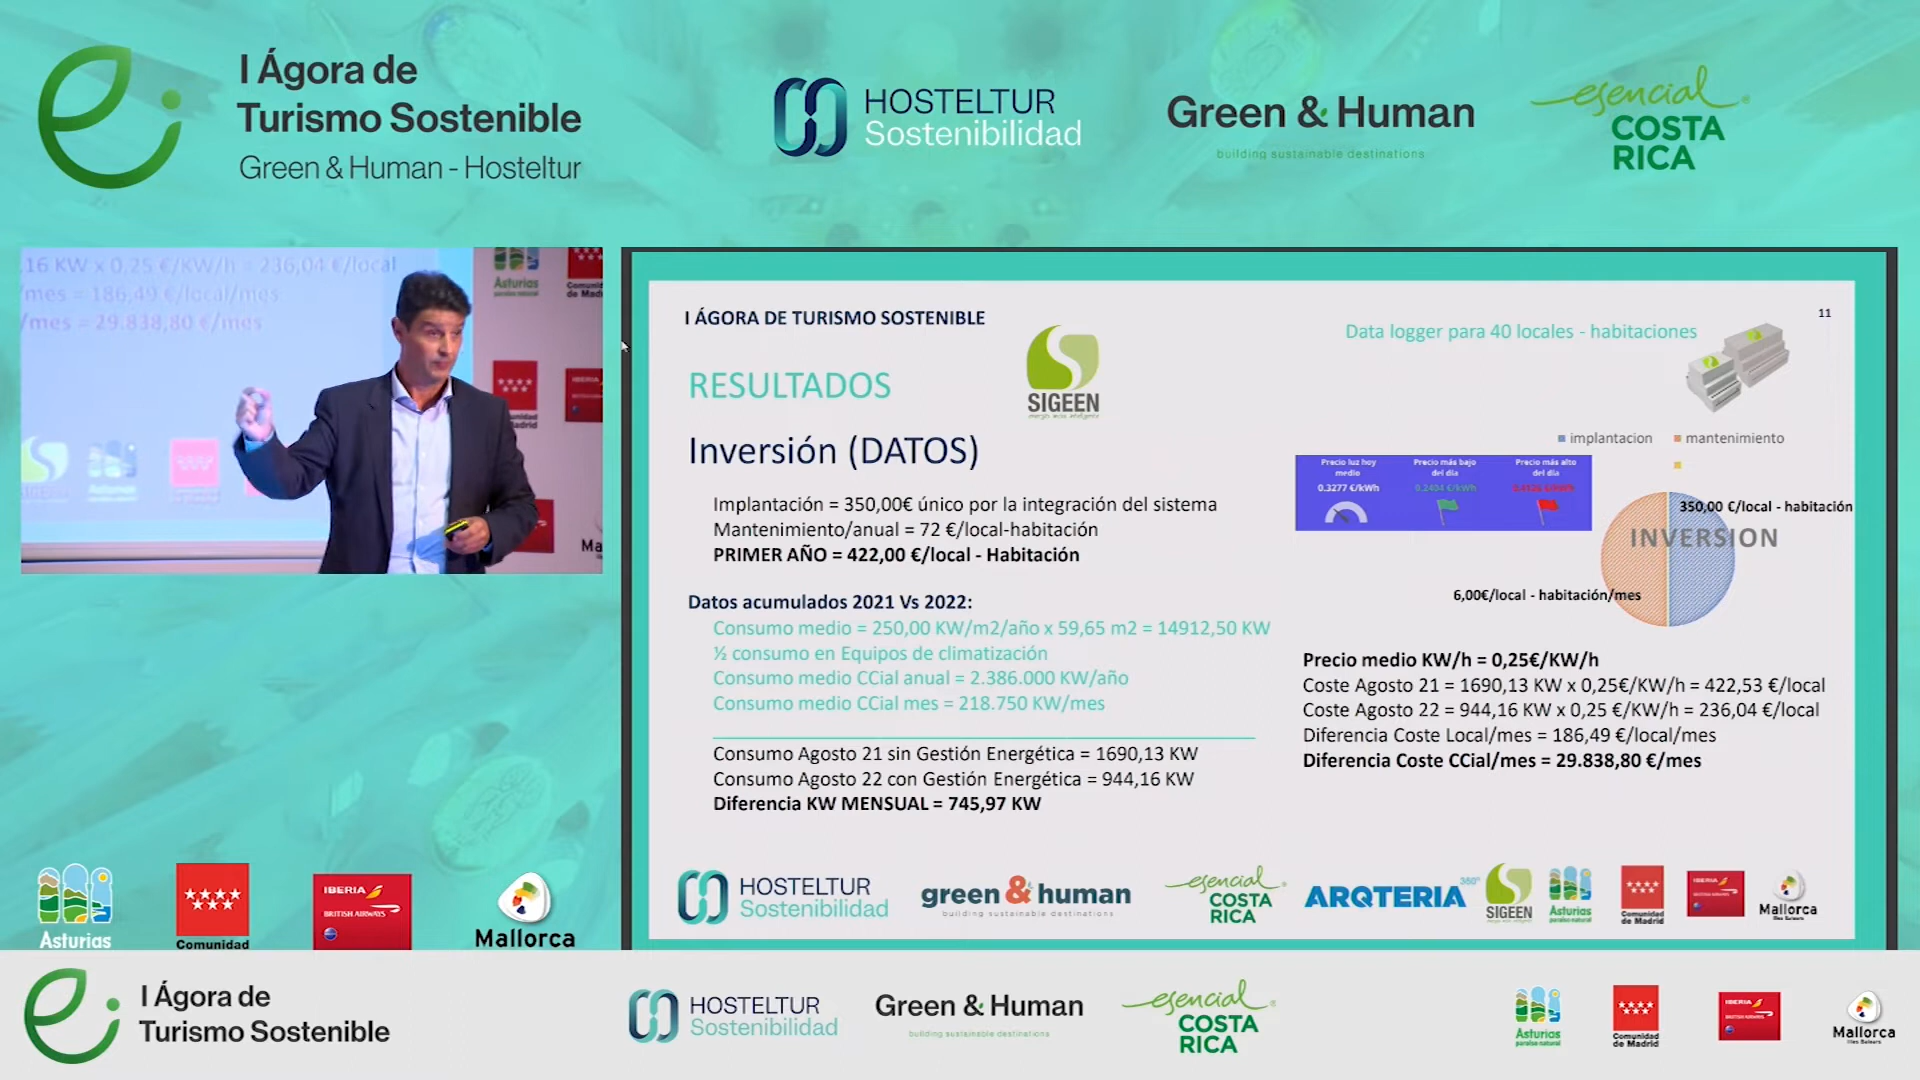 I Ágora de
Turismo Sostenible
Green & Human - Hosteltur
HOSTELTUR
Sostenibilidad
Green & Human
building sustainable destinations
esencial
COSTA
RICA
,16 KW x 0,25 €/KW/h = 236,04 €/local
/mes = 186,49 €/local/mes
/mes = 29.838,80 €/mes
Asturias
paraíso natural
Comunidad
de Madrid
SIGEEN
I ÁGORA DE TURISMO SOSTENIBLE
11
Data logger para 40 locales - habitaciones
RESULTADOS
SIGEEN
Inversión (DATOS)
implantacion
mantenimiento
Precio luz hoy
medio
0.3277 €/kWh
Precio más bajo
del día
0.2404 €/kWh
Precio más alto
del día
350,00 €/local - habitación
INVERSION
6,00€/local - habitación/mes
Implantación = 350,00€ único por la integración del sistema
Mantenimiento/anual = 72 €/local-habitación
PRIMER AÑO = 422,00 €/local - Habitación
Datos acumulados 2021 Vs 2022:
Consumo medio = 250,00 KW/m2/año x 59,65 m2 = 14912,50 KW
½ consumo en Equipos de climatización
Consumo medio CCial anual = 2.386.000 KW/año
Consumo medio CCial mes = 218.750 KW/mes
Consumo Agosto 21 sin Gestión Energética = 1690,13 KW
Consumo Agosto 22 con Gestión Energética = 944,16 KW
Diferencia KW MENSUAL = 745,97 KW
Precio medio KW/h = 0,25€/KW/h
Coste Agosto 21 = 1690,13 KW x 0,25€/KW/h = 422,53 €/local
Coste Agosto 22 = 944,16 KW x 0,25 €/KW/h = 236,04 €/local
Diferencia Coste Local/mes = 186,49 €/local/mes
Diferencia Coste CCial/mes = 29.838,80 €/mes
HOSTELTUR
Sostenibilidad
green & human
building sustainable destinations
esencial
COSTA
RICA
ARQTERIA 360°
SIGEEN
Asturias
paraíso natural
Comunidad
de Madrid
IBERIA
BRITISH AIRWAYS
Mallorca
Illes Balears
Asturias
Comunidad
IBERIA
BRITISH AIRWAYS
Mallorca
I Ágora de
Turismo Sostenible
HOSTELTUR
Sostenibilidad
Green & Human
building sustainable destinations
esencial
COSTA
RICA
Asturias
paraíso natural
Comunidad
de Madrid
IBERIA
Mallorca
Illes Balears